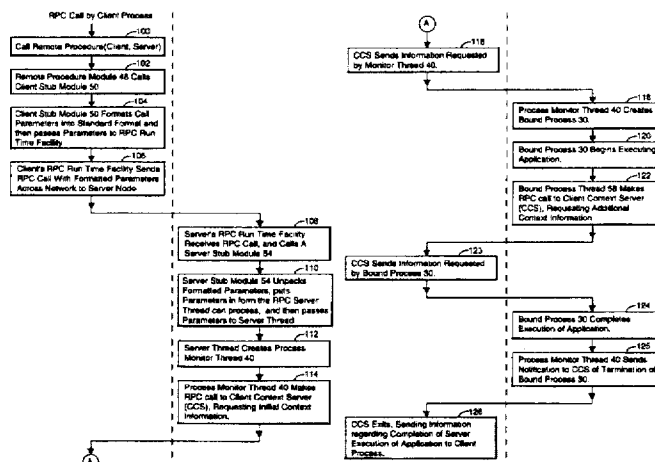 RPC Call by Client Process
100
Call Remote Procedure(Client, Server)
102
Remote Procedure Module 48 Calls
Client Stub Module 50
104
Client Stub Module 50 Formats Call
Parameters into Standard Format and
then passes Parameters to RPC Run
Time Facility
106
Client's RPC Run Time Facility Sends
RPC Call With Formatted Parameters
Across Network to Server Node
108
Server's RPC Run Time Facility
Receives RPC Call, and Calls A
Server Stub Module 54
110
Server Stub Module 54 Unpacks
Formatted Parameters, puts
Parameters in form the RPC Server
Thread can process, and then passes
Parameters to Server Thread
112
Server Thread Creates Process
Monitor Thread 40
114
Process Monitor Thread 40 Makes
RPC call to Client Context Server
(CCS), Requesting Initial Context
Information.
A
A
116
CCS Sends Information Requested
by Monitor Thread 40.
118
Process Monitor Thread 40 Creates
Bound Process 30.
120
Bound Process 30 Begins Executing
Application.
122
Bound Process Thread 58 Makes
RPC call to Client Context Server
(CCS), Requesting Additional
Context Information
123
CCS Sends Information Requested
by Bound Process 30.
124
Bound Process 30 Completes
Execution of Application.
125
Process Monitor Thread 40 Sends
Notification to CCS of Termination of
Bound Process 30.
126
CCS Exits, Sending Information
regarding Completion of Server
Execution of Application to Client
Process.